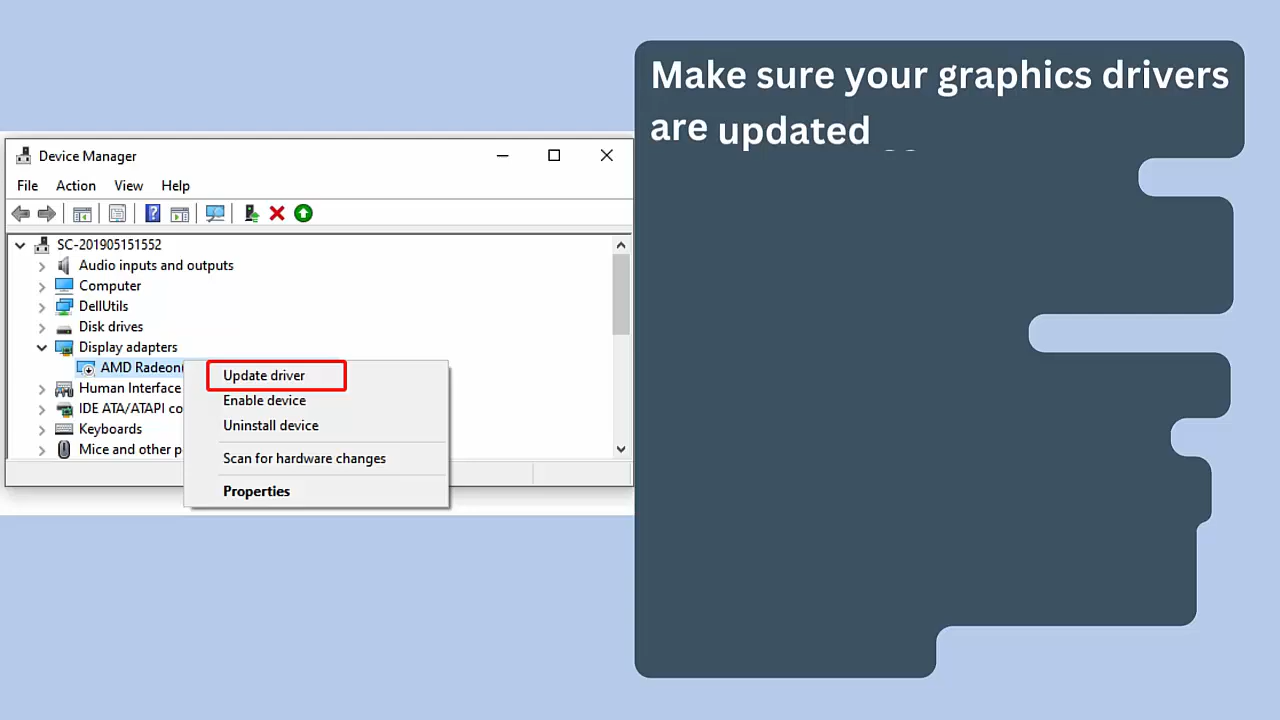 Device Manager
File Action View Help
SC-201905151552
Audio inputs and outputs
Computer
DellUtils
Disk drives
Display adapters
AMD Radeon
Human Interface
IDE ATA/ATAPI co
Keyboards
Mice and other p
Update driver
Enable device
Uninstall device
Scan for hardware changes
Properties
Make sure your graphics drivers
are updated